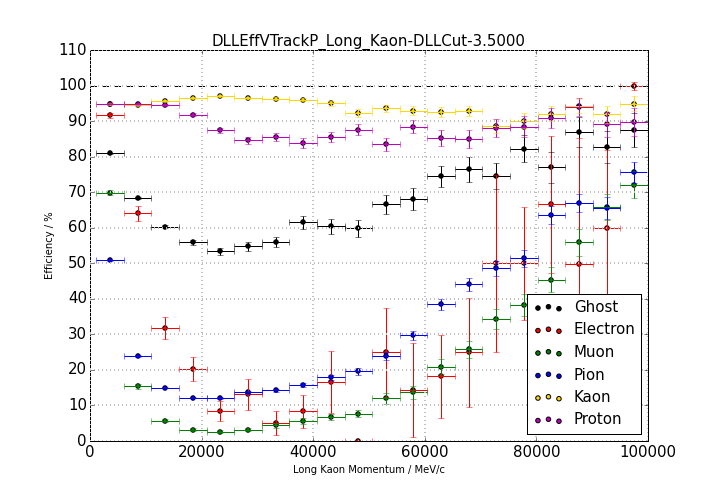 DLLEffVTrackP_Long_Kaon-DLLCut-3.5000
110
100
90
80
70
60
50
40
30
20
10
0
Efficiency / %
0 20000 40000 60000 80000 100000
Long Kaon Momentum / MeV/c
Ghost
Electron
Muon
Pion
Kaon
Proton